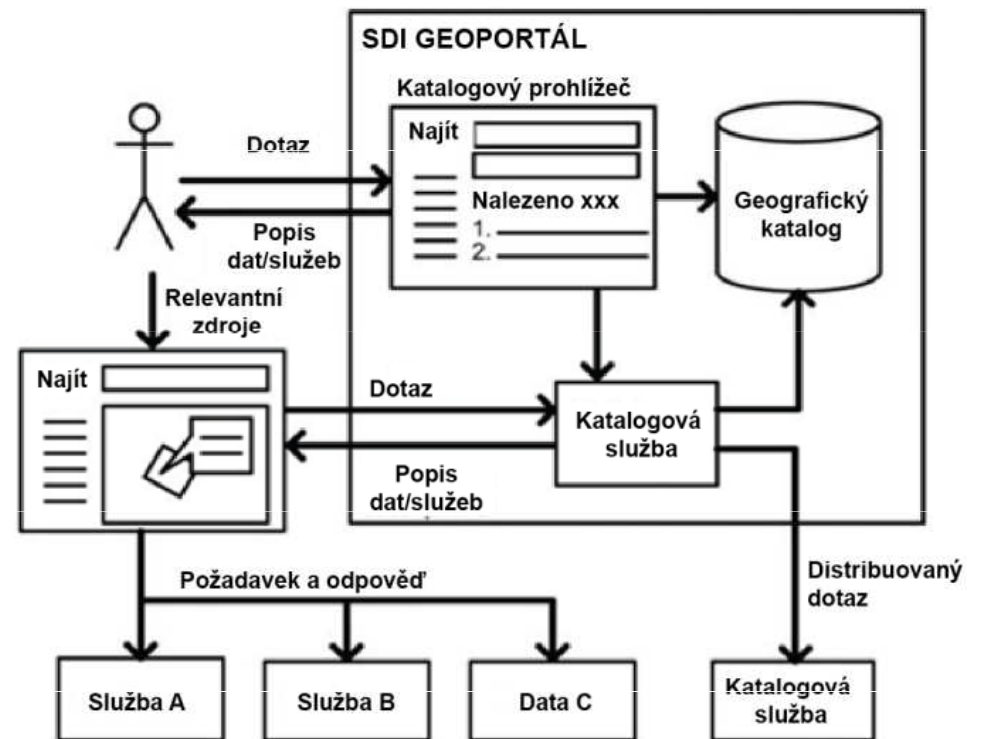 SDI GEOPORTÁL
Katalogový prohlížeč
Najít
Nalezeno xxx
1.
2.
Geografický
katalog
Dotaz
Popis
dat/služeb
Relevantní
zdroje
Najít
Dotaz
Katalogová
služba
Popis
dat/služeb
Distribuovaný
dotaz
Požadavek a odpověď
Služba A
Služba B
Data C
Katalogová
služba